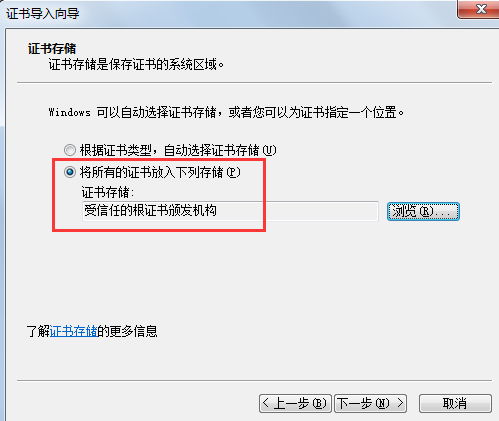 证书导入向导
证书存储
证书存储是保存证书的系统区域。
Windows 可以自动选择证书存储，或者您可以为证书指定一个位置。
根据证书类型，自动选择证书存储(U)
将所有的证书放入下列存储(P)
证书存储:
受信任的根证书颁发机构 浏览(R)...
了解证书存储的更多信息
< 上一步(B) 下一步(N) > 取消